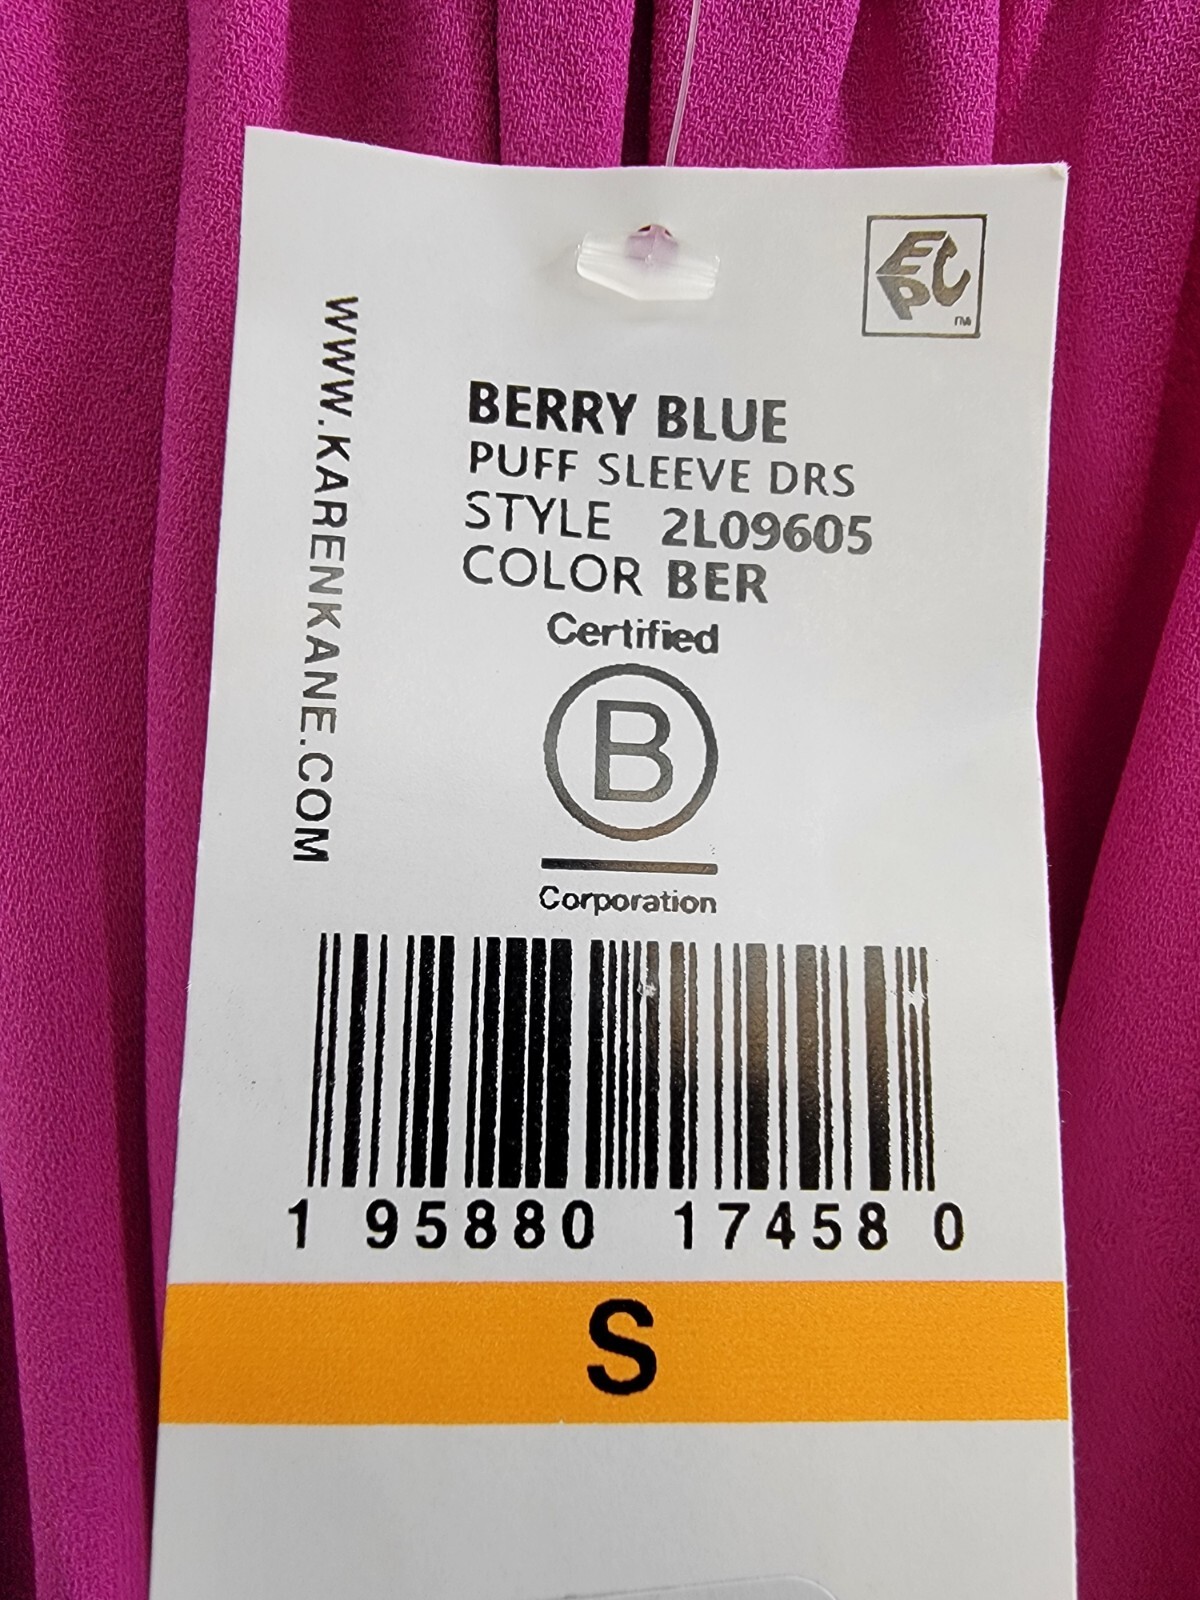 EPC
TM
WWW.KARENKANE.COM
BERRY BLUE
PUFF SLEEVE DRS
STYLE 2L09605
COLOR BER
Certified
B
Corporation
1 95880 17458 0
S